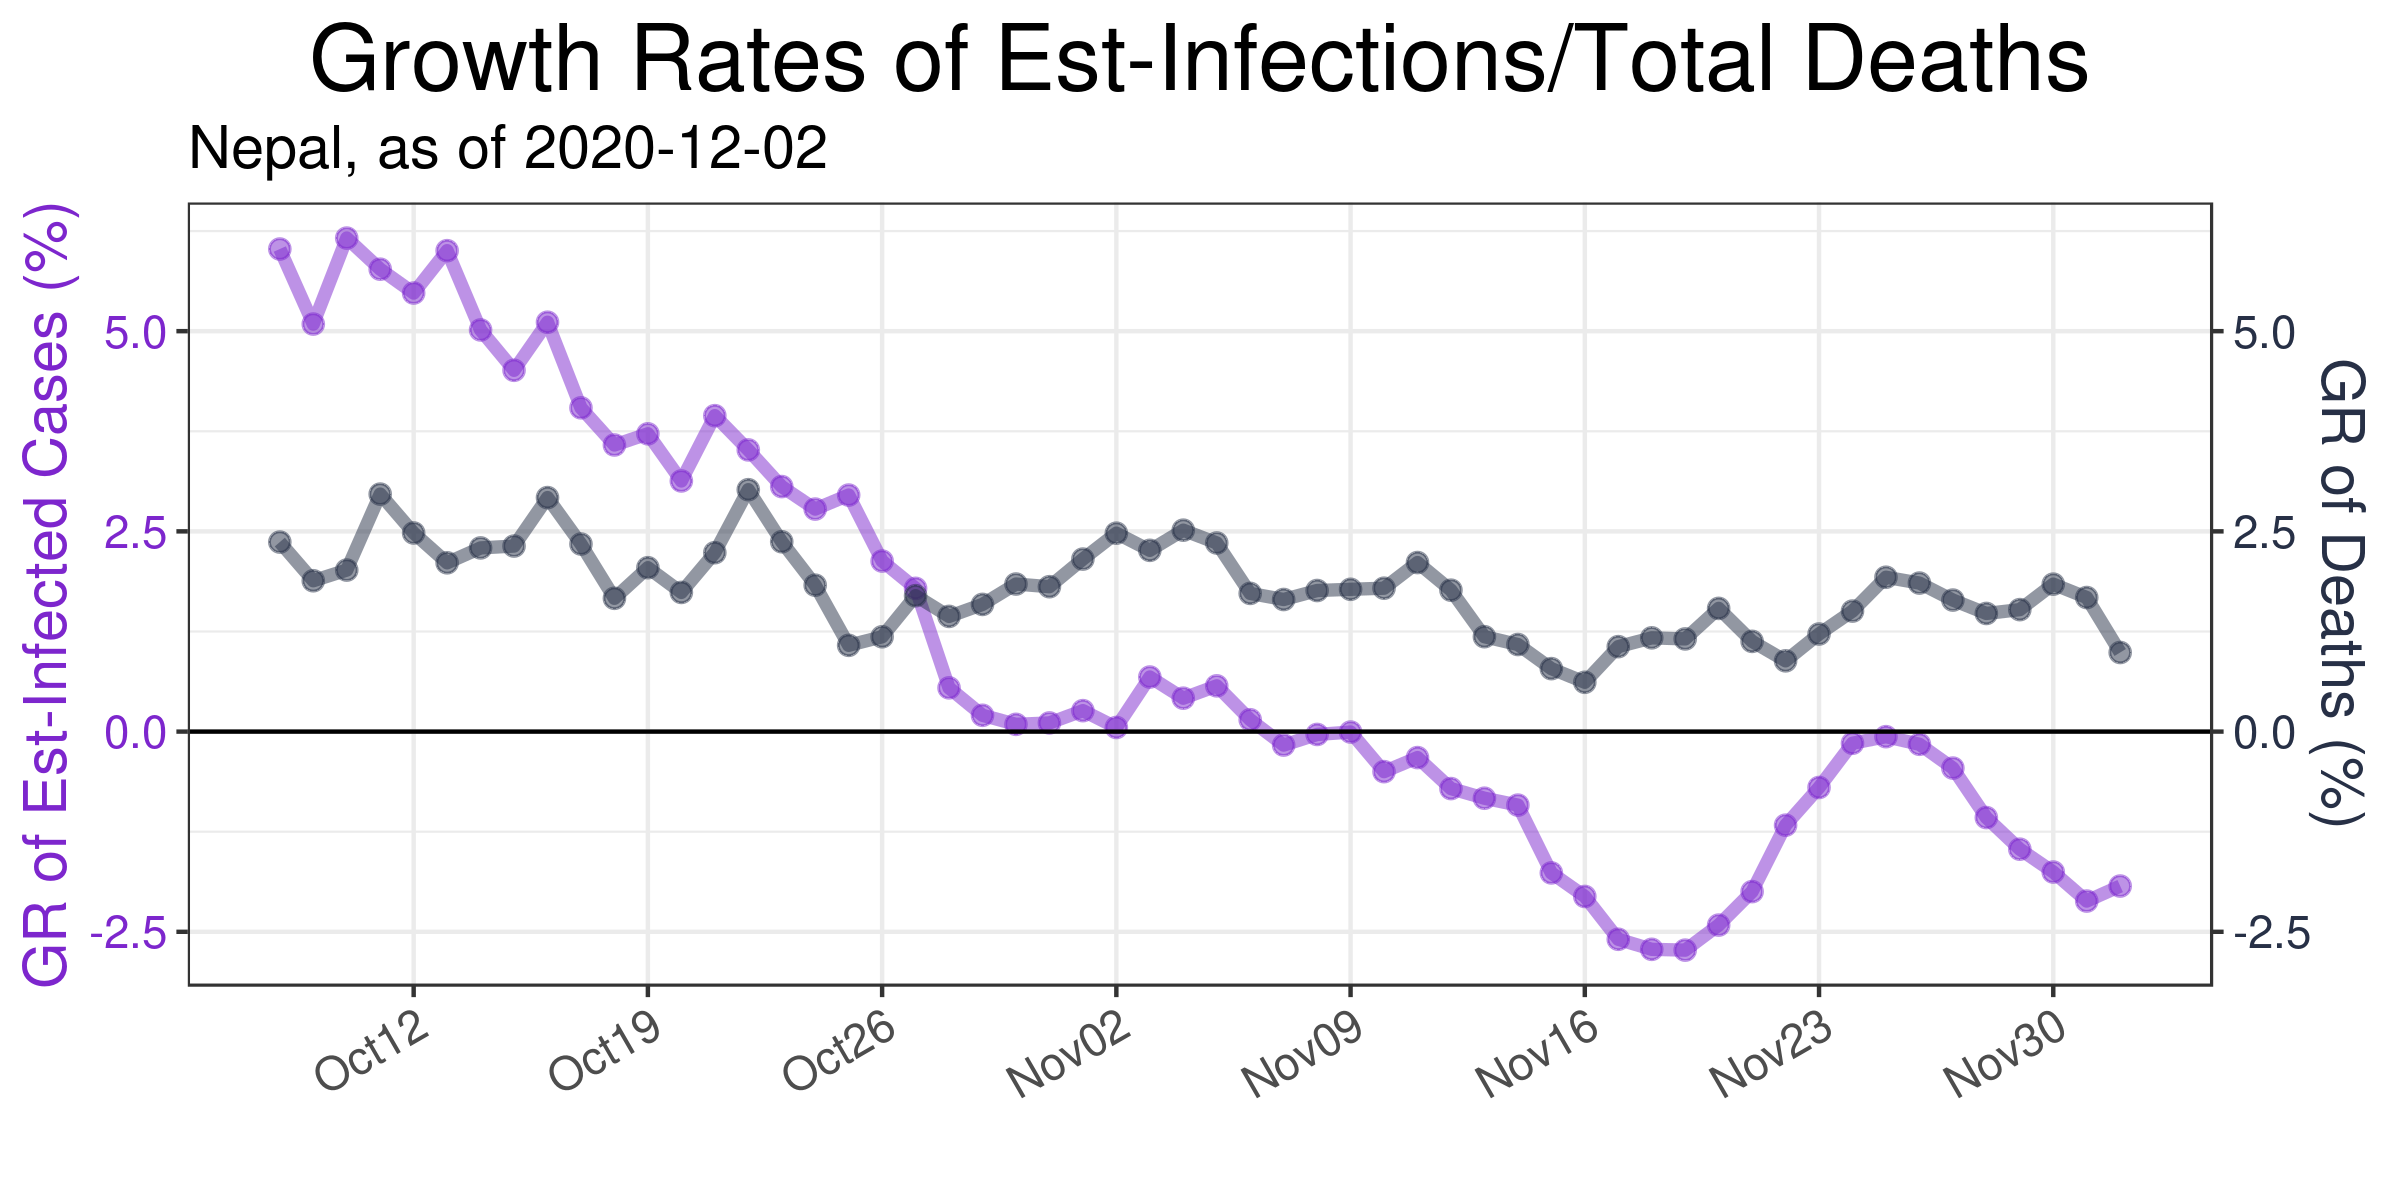 Growth Rates of Est-Infections/Total Deaths
Nepal, as of 2020-12-02
GR of Est-Infected Cases (%)
5.0
2.5
0.0
-2.5
5.0
2.5
0.0
-2.5
GR of Deaths (%)
Oct12
Oct19
Oct26
Nov02
Nov09
Nov16
Nov23
Nov30